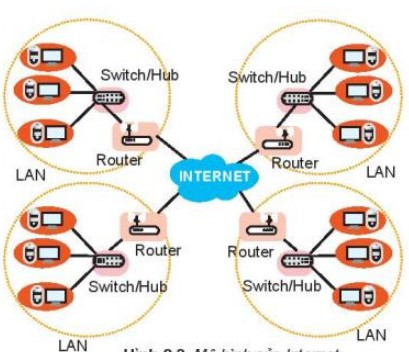 Switch/Hub
Switch/Hub
Router
Router
LAN
INTERNET
LAN
Router
Router
Switch/Hub
Switch/Hub
LAN
LAN